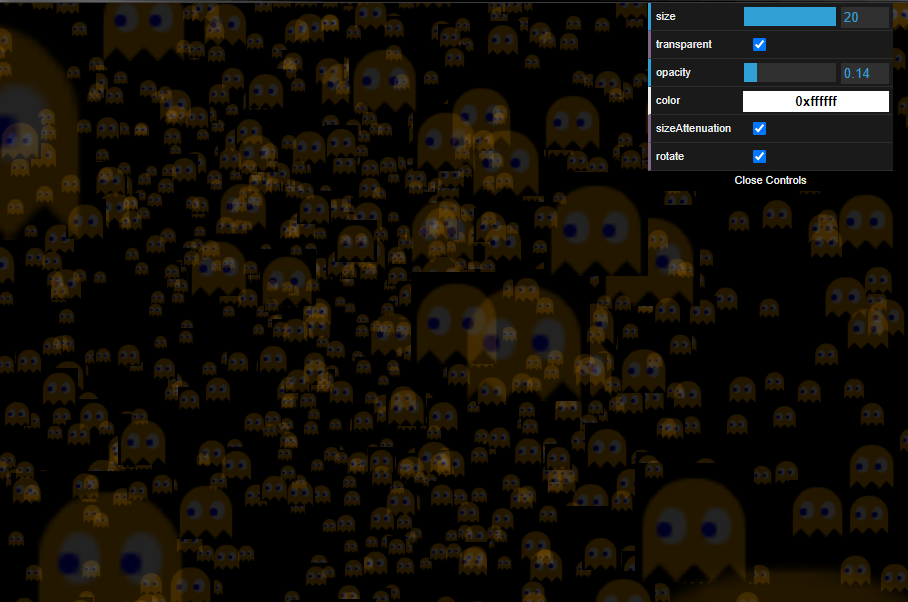 size 20
transparent
opacity 0.14
color 0xffffff
sizeAttenuation
rotate
Close Controls